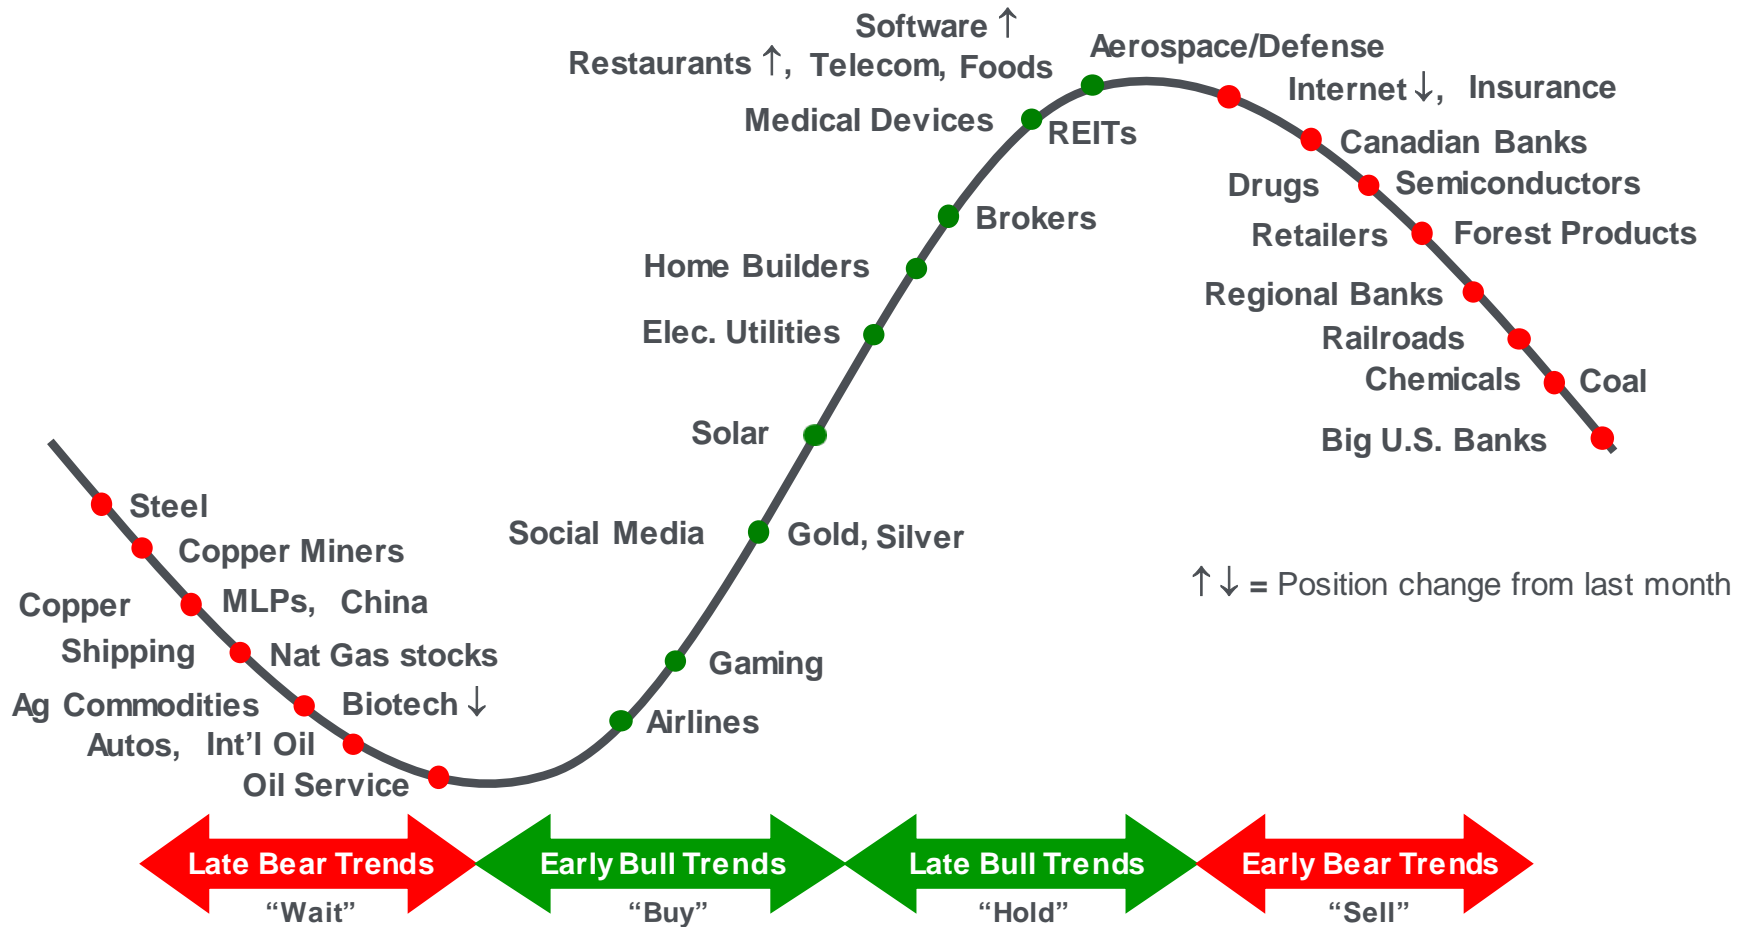 Software ↑
Restaurants ↑, Telecom, Foods
Aerospace/Defense
Internet ↓, Insurance
Medical Devices
REITs
Canadian Banks
Drugs
Semiconductors
Brokers
Retailers
Forest Products
Home Builders
Regional Banks
Elec. Utilities
Railroads
Chemicals
Coal
Solar
Big U.S. Banks
Steel
Social Media
Gold, Silver
Copper Miners
↑↓ = Position change from last month
Copper
MLPs, China
Shipping
Nat Gas stocks
Gaming
Ag Commodities
Biotech ↓
Airlines
Autos, Int’l Oil
Oil Service
Late Bear Trends
Early Bull Trends
Late Bull Trends
Early Bear Trends
“Wait”
“Buy”
“Hold”
“Sell”